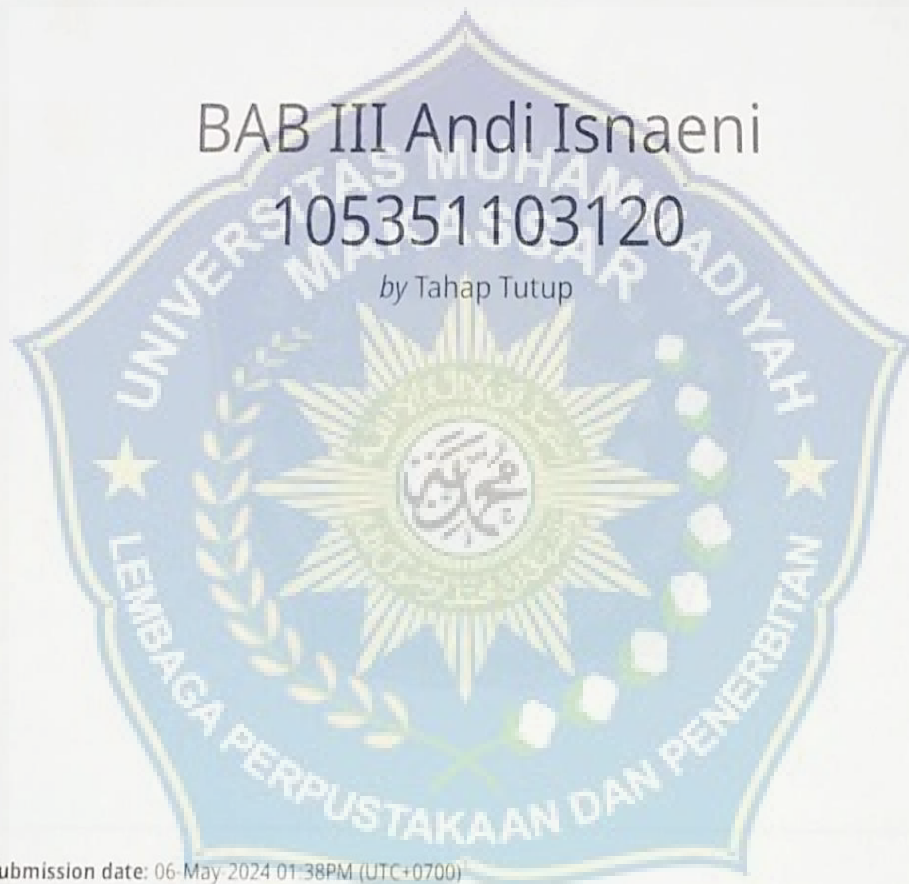 BAB III Andi Isnaeni
105351103120
by Tahap Tutup
UNIVERSITAS MUHAMMADIYAH
MAKASSAR
LEMBAGA PERPUSTAKAAN DAN PENERBITAN
ubmission date: 06-May-2024 01:38PM (UTC+0700)